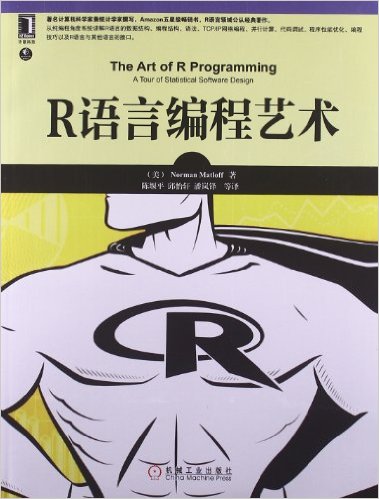 华章科技
著名计算机科学家兼统计学家撰写,Amazon五星级畅销书,R语言领域公认经典著作。
从纯编程角度系统讲解R语言的数据结构、编程结构、语法、TCP/IP网络编程、并行计算、代码调试、程序性能优化、编程
技巧以及R语言与其他语言的接口。
The Art of R Programming
A Tour of Statistical Software Design
R语言编程艺术
(美) Norman Matloff 著
陈堰平 邱怡轩 潘岚锋 等译
R
机械工业出版社
China Machine Press